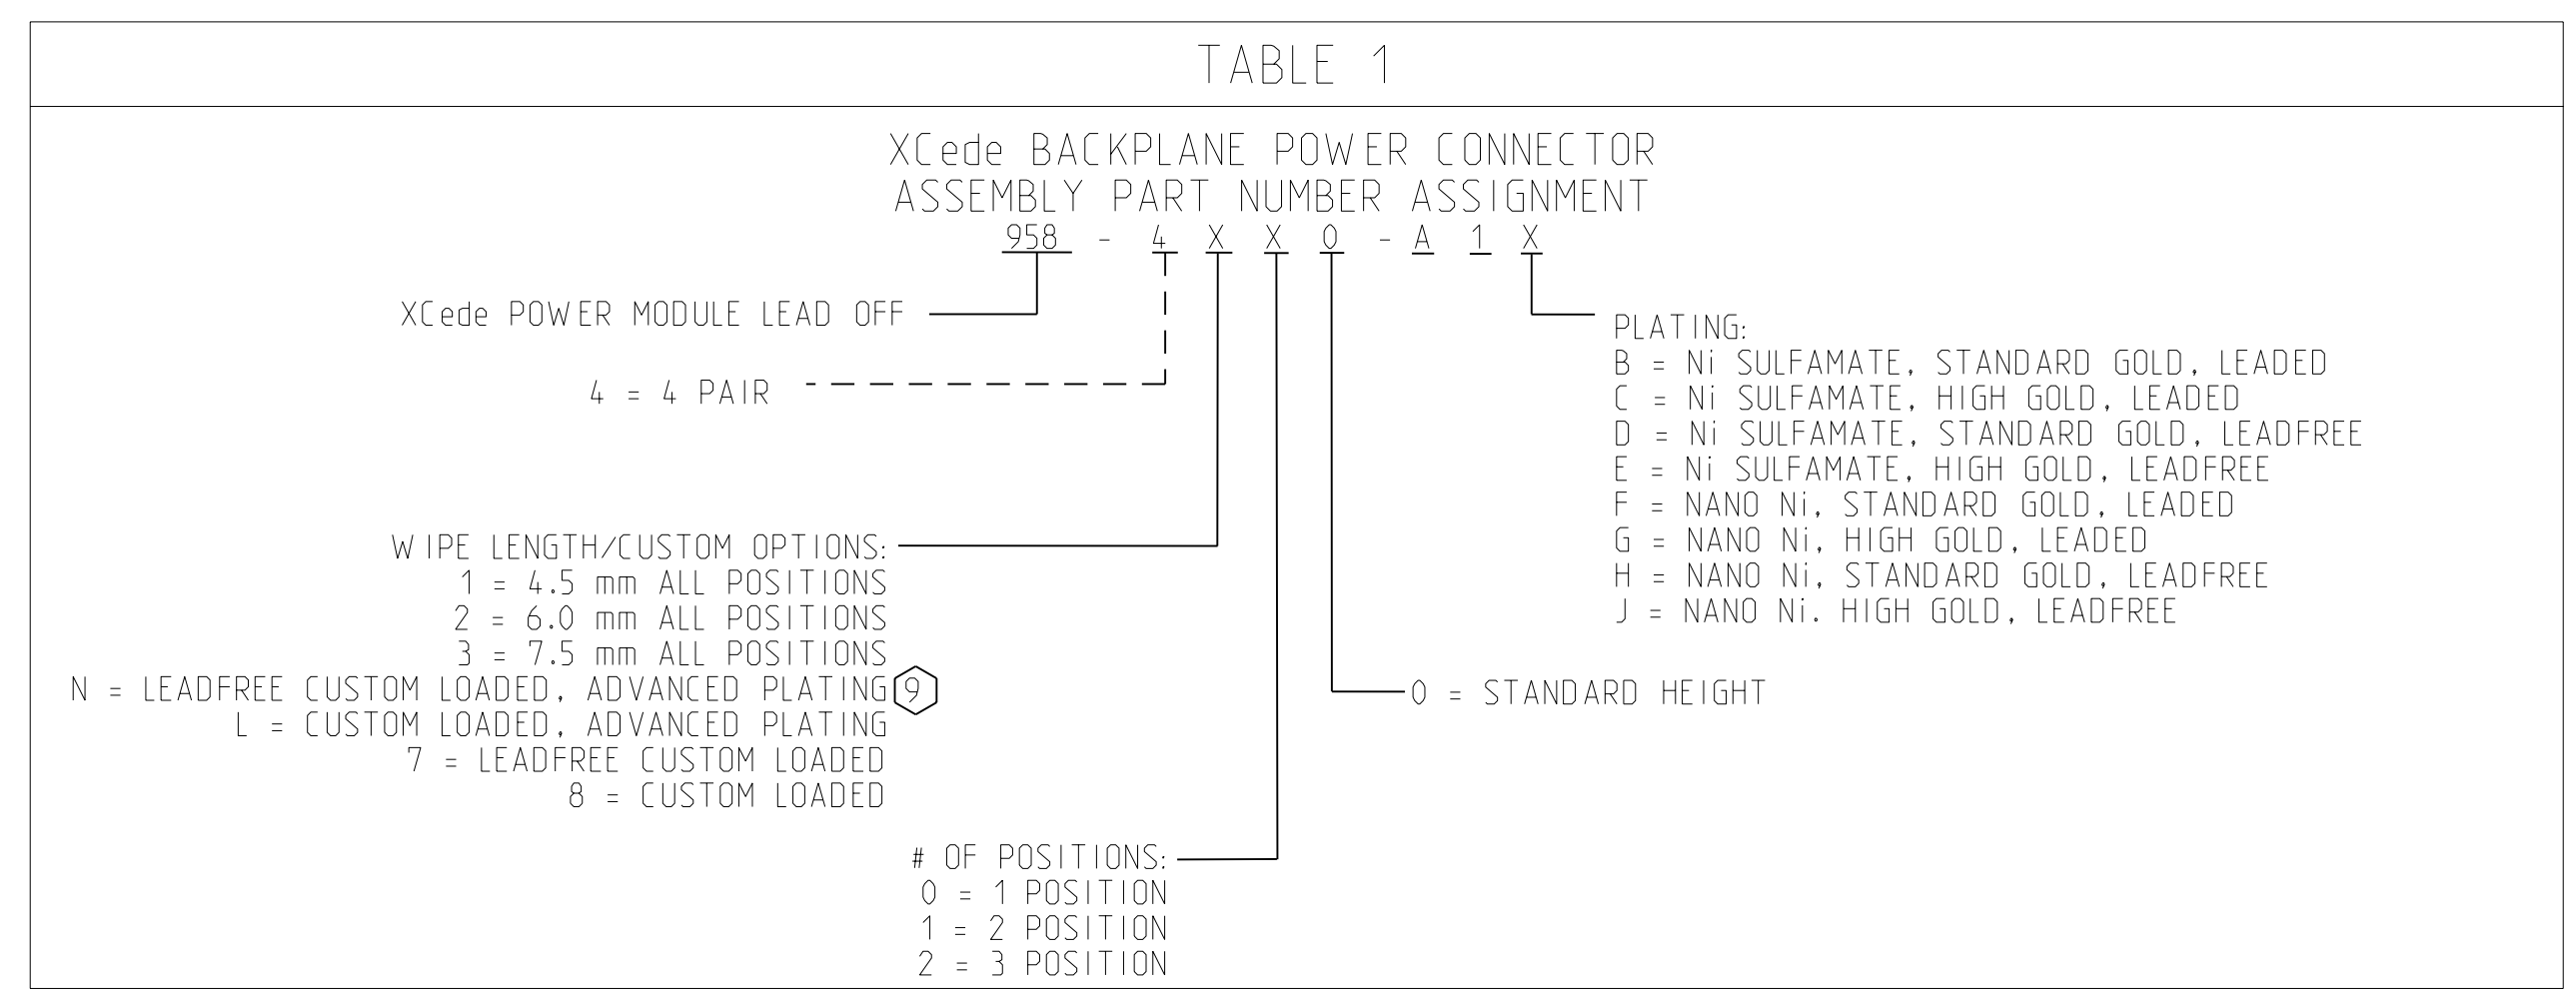 TABLE 1
XCede BACKPLANE POWER CONNECTOR
ASSEMBLY PART NUMBER ASSIGNMENT
958 - 4 X X 0 - A 1 X
XCede POWER MODULE LEAD OFF
4 = 4 PAIR
WIPE LENGTH/CUSTOM OPTIONS:
1 = 4.5 mm ALL POSITIONS
2 = 6.0 mm ALL POSITIONS
3 = 7.5 mm ALL POSITIONS
N = LEADFREE CUSTOM LOADED, ADVANCED PLATING 9
L = CUSTOM LOADED, ADVANCED PLATING
7 = LEADFREE CUSTOM LOADED
8 = CUSTOM LOADED
# OF POSITIONS:
0 = 1 POSITION
1 = 2 POSITION
2 = 3 POSITION
0 = STANDARD HEIGHT
PLATING:
B = Ni SULFAMATE, STANDARD GOLD, LEADED
C = Ni SULFAMATE, HIGH GOLD, LEADED
D = Ni SULFAMATE, STANDARD GOLD, LEADFREE
E = Ni SULFAMATE, HIGH GOLD, LEADFREE
F = NANO Ni, STANDARD GOLD, LEADED
G = NANO Ni, HIGH GOLD, LEADED
H = NANO Ni, STANDARD GOLD, LEADFREE
J = NANO Ni. HIGH GOLD, LEADFREE